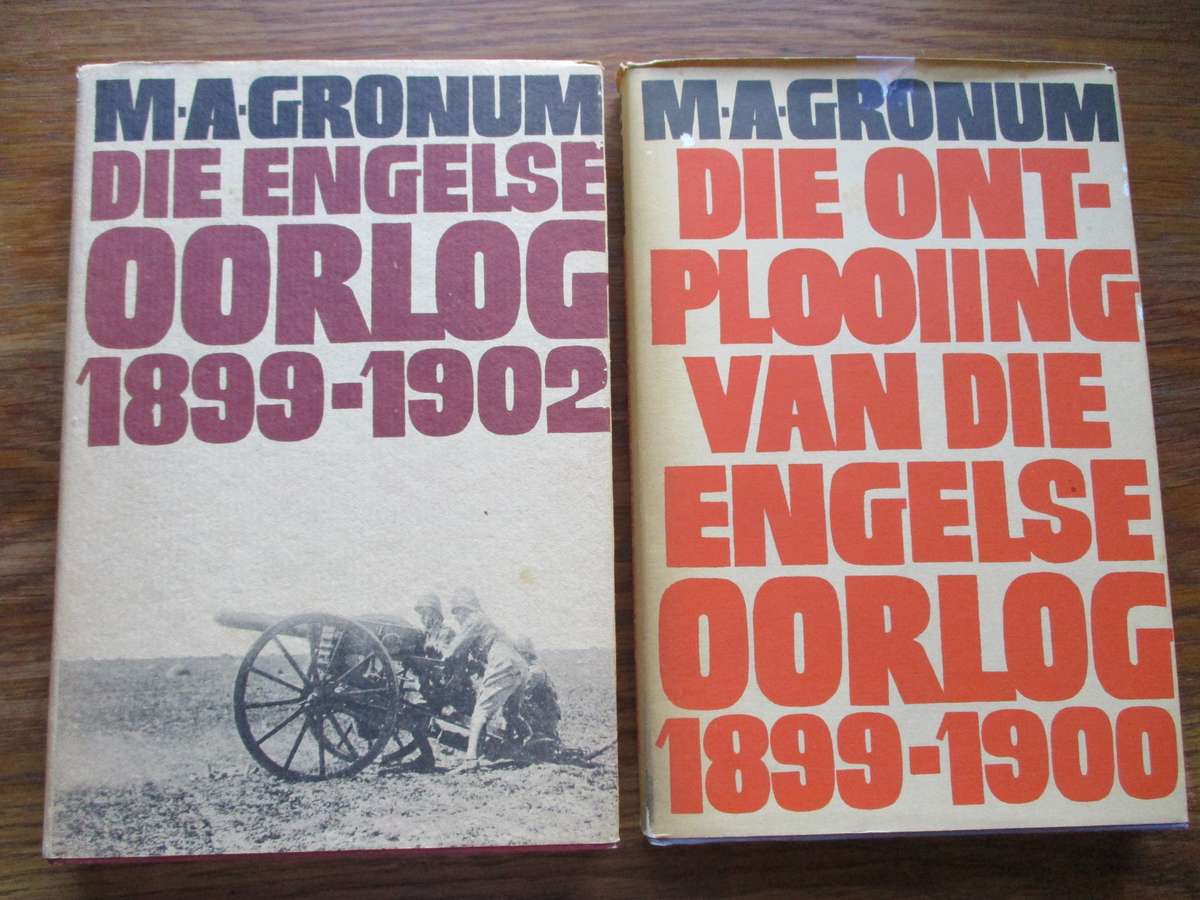 M·A·GRONUM
DIE ENGELSE
OORLOG
1899-1902
M·A·GRONUM
DIE ONT-
PLOOIING
VAN DIE
ENGELSE
OORLOG
1899-1900